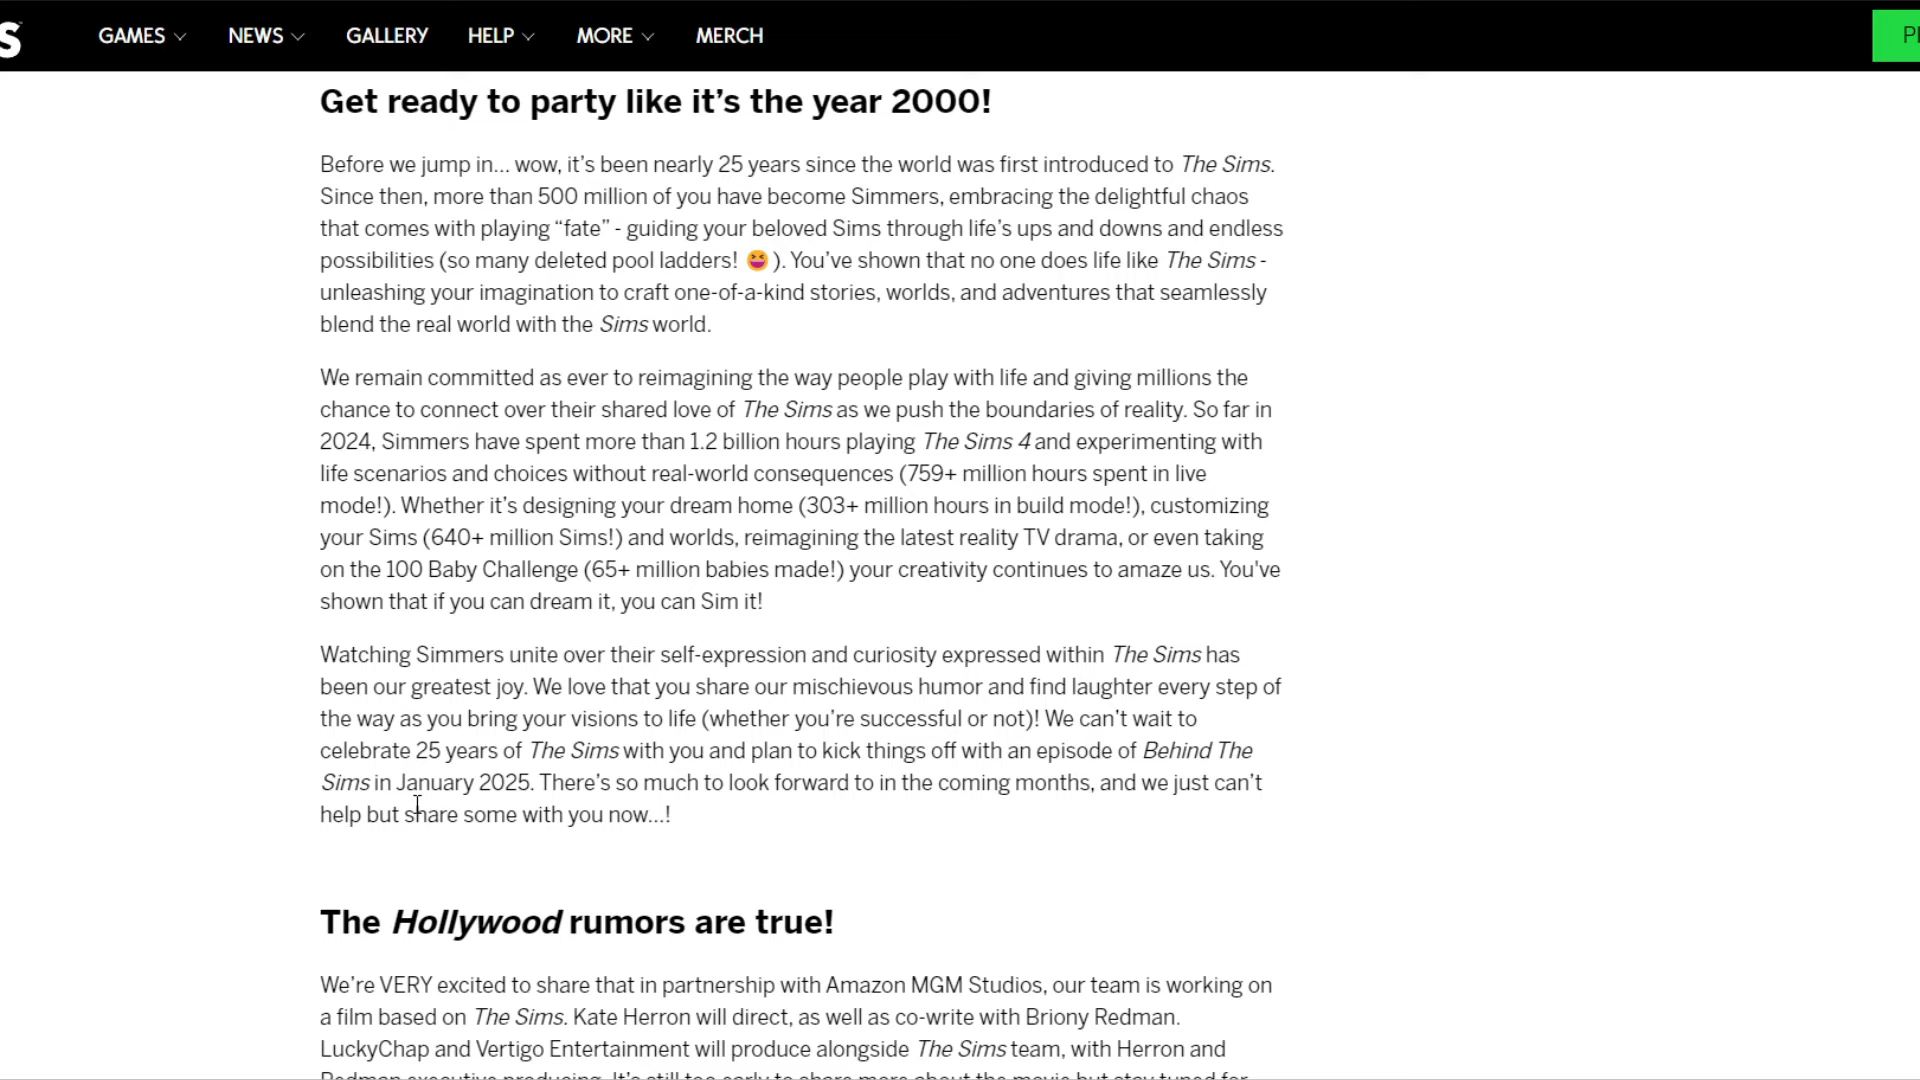 S
GAMES NEWS GALLERY HELP MORE MERCH
Get ready to party like it’s the year 2000!
Before we jump in... wow, it’s been nearly 25 years since the world was first introduced to The Sims.
Since then, more than 500 million of you have become Simmers, embracing the delightful chaos
that comes with playing “fate” - guiding your beloved Sims through life’s ups and downs and endless
possibilities (so many deleted pool ladders! 😆). You’ve shown that no one does life like The Sims -
unleashing your imagination to craft one-of-a-kind stories, worlds, and adventures that seamlessly
blend the real world with the Sims world.
We remain committed as ever to reimagining the way people play with life and giving millions the
chance to connect over their shared love of The Sims as we push the boundaries of reality. So far in
2024, Simmers have spent more than 1.2 billion hours playing The Sims 4 and experimenting with
life scenarios and choices without real-world consequences (759+ million hours spent in live
mode!). Whether it’s designing your dream home (303+ million hours in build mode!), customizing
your Sims (640+ million Sims!) and worlds, reimagining the latest reality TV drama, or even taking
on the 100 Baby Challenge (65+ million babies made!) your creativity continues to amaze us. You've
shown that if you can dream it, you can Sim it!
Watching Simmers unite over their self-expression and curiosity expressed within The Sims has
been our greatest joy. We love that you share our mischievous humor and find laughter every step of
the way as you bring your visions to life (whether you’re successful or not)! We can’t wait to
celebrate 25 years of The Sims with you and plan to kick things off with an episode of Behind The
Sims in January 2025. There’s so much to look forward to in the coming months, and we just can’t
help but share some with you now...!
The Hollywood rumors are true!
We’re VERY excited to share that in partnership with Amazon MGM Studios, our team is working on
a film based on The Sims. Kate Herron will direct, as well as co-write with Briony Redman.
LuckyChap and Vertigo Entertainment will produce alongside The Sims team, with Herron and
Redman executive producing. It’s still too early to share more about the movie but stay tuned for